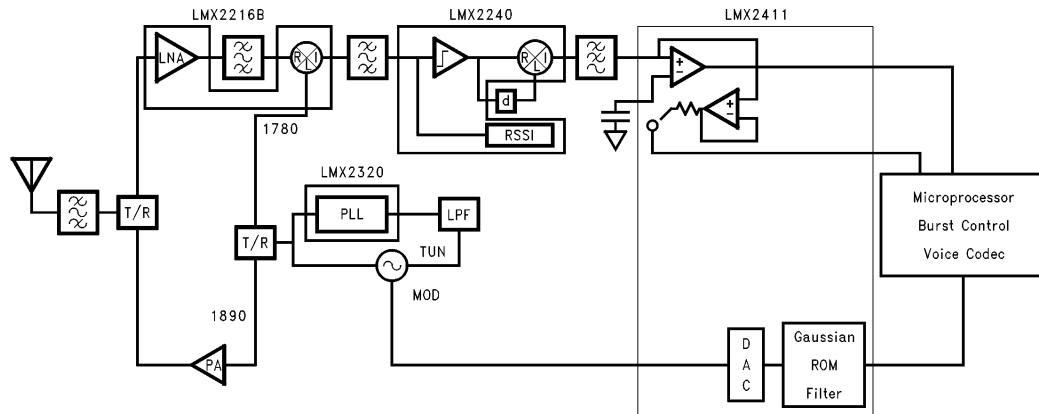 LMX2216B
LMX2240
LMX2411
LNA
R I
L
R I
L
+
−
d
+
−
1780
RSSI
LMX2320
T/R
PLL
LPF
T/R
TUN
MOD
Microprocessor
Burst Control
Voice Codec
1890
PA
D
A
C
Gaussian
ROM
Filter